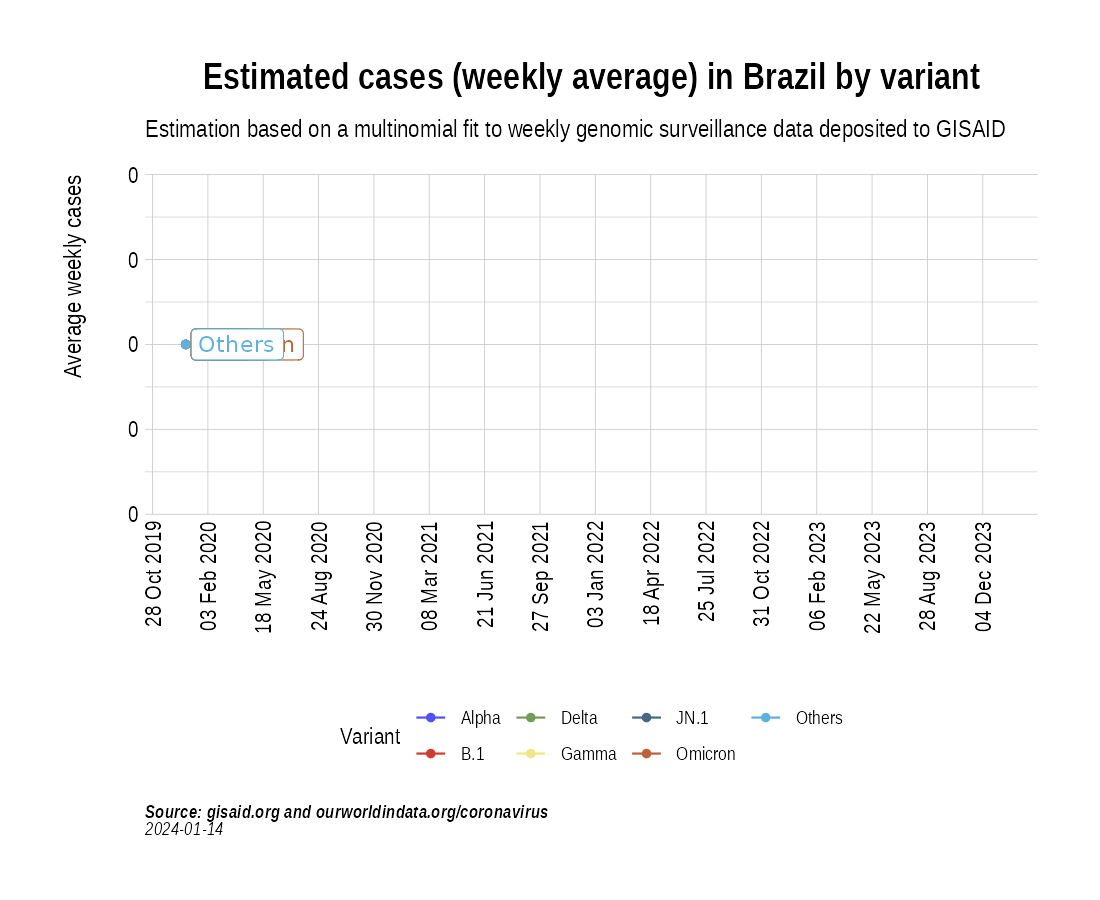 Estimated cases (weekly average) in Brazil by variant
Estimation based on a multinomial fit to weekly genomic surveillance data deposited to GISAID
Average weekly cases
0
0
0
0
0
Others
n
28 Oct 2019
03 Feb 2020
18 May 2020
24 Aug 2020
30 Nov 2020
08 Mar 2021
21 Jun 2021
27 Sep 2021
03 Jan 2022
18 Apr 2022
25 Jul 2022
31 Oct 2022
06 Feb 2023
22 May 2023
28 Aug 2023
04 Dec 2023
Variant
Alpha
Delta
JN.1
Others
B.1
Gamma
Omicron
Source: gisaid.org and ourworldindata.org/coronavirus
2024-01-14